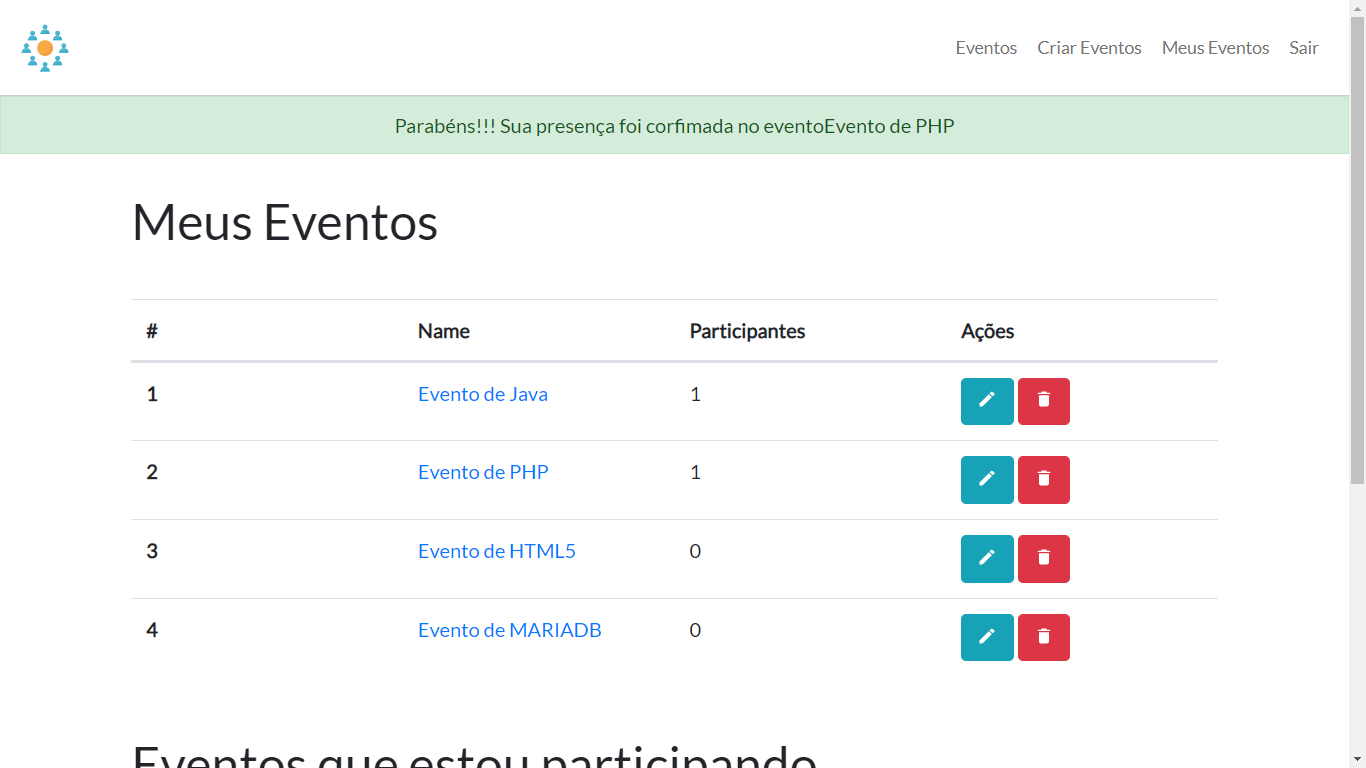 Eventos Criar Eventos Meus Eventos Sair
Parabéns!!! Sua presença foi corfimada no eventoEvento de PHP
Meus Eventos
# Name Participantes Ações
1 Evento de Java 1
2 Evento de PHP 1
3 Evento de HTML5 0
4 Evento de MARIADB 0
Eventos que estou participando